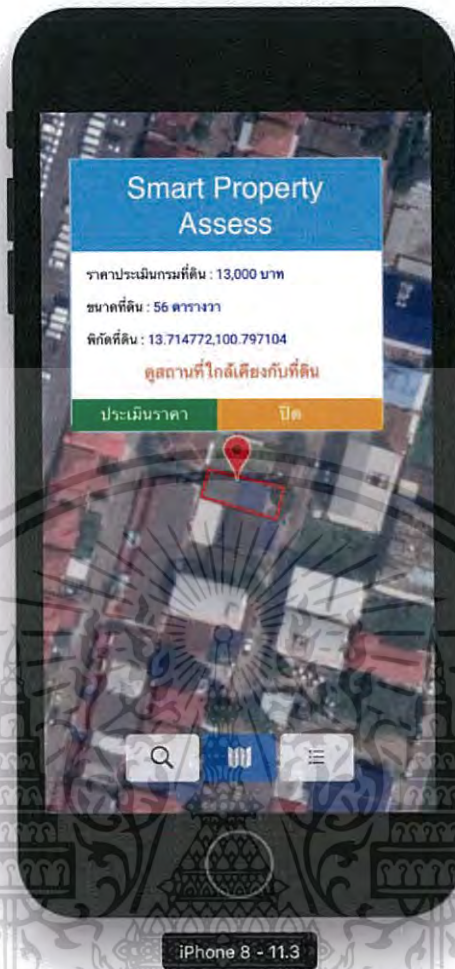 Smart Property
Assess
ราคาประเมินกรมที่ดิน : 13,000 บาท
ขนาดที่ดิน : 56 ตารางวา
พิกัดที่ดิน : 13.714772,100.797104
ดูสถานที่ใกล้เคียงกับที่ดิน
ประเมินราคา ปิด
iPhone 8 - 11.3